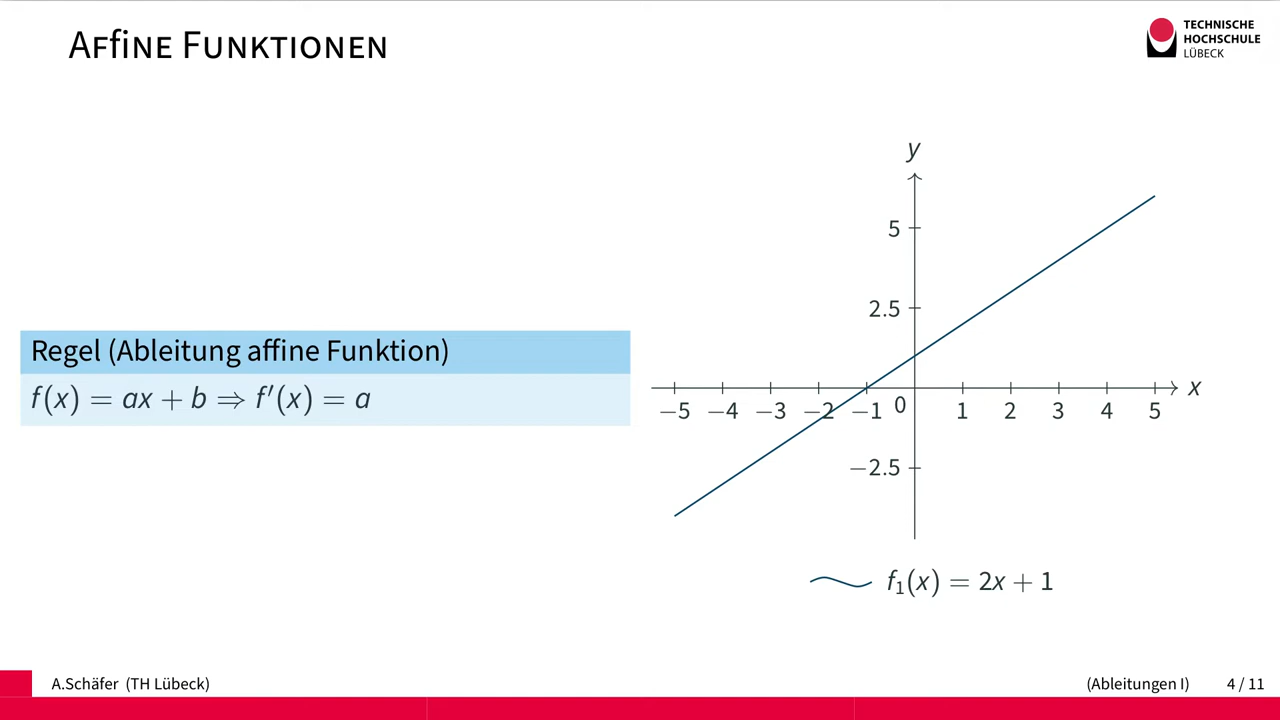 Affine Funktionen
TECHNISCHE
HOCHSCHULE
LÜBECK
Regel (Ableitung affine Funktion)
f(x) = ax + b ⇒ f′(x) = a
y
5
2.5
−5 −4 −3 −2 −1 0 1 2 3 4 5 x
−2.5
f₁(x) = 2x + 1
A.Schäfer (TH Lübeck) (Ableitungen I) 4 / 11